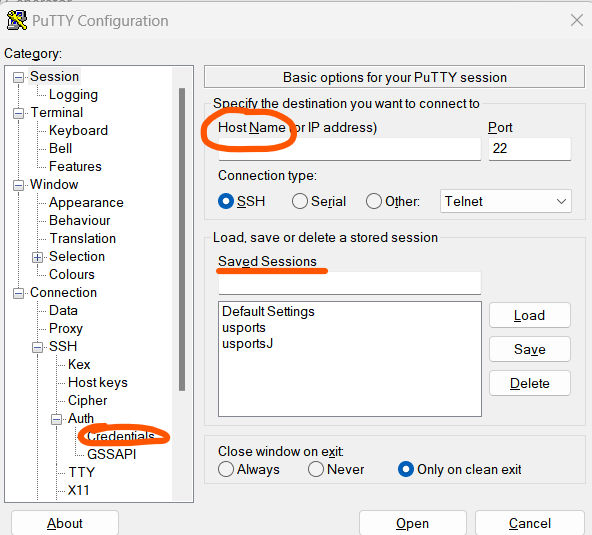 PuTTY Configuration
Category:
Session
Logging
Terminal
Keyboard
Bell
Features
Window
Appearance
Behaviour
Translation
Selection
Colours
Connection
Data
Proxy
SSH
Kex
Host keys
Cipher
Auth
Credentials
GSSAPI
TTY
X11
Basic options for your PuTTY session
Specify the destination you want to connect to
Host Name (or IP address) Port
22
Connection type:
SSH Serial Other: Telnet
Load, save or delete a stored session
Saved Sessions
Default Settings
usports
usportsJ
Load
Save
Delete
Close window on exit:
Always Never Only on clean exit
About Open Cancel